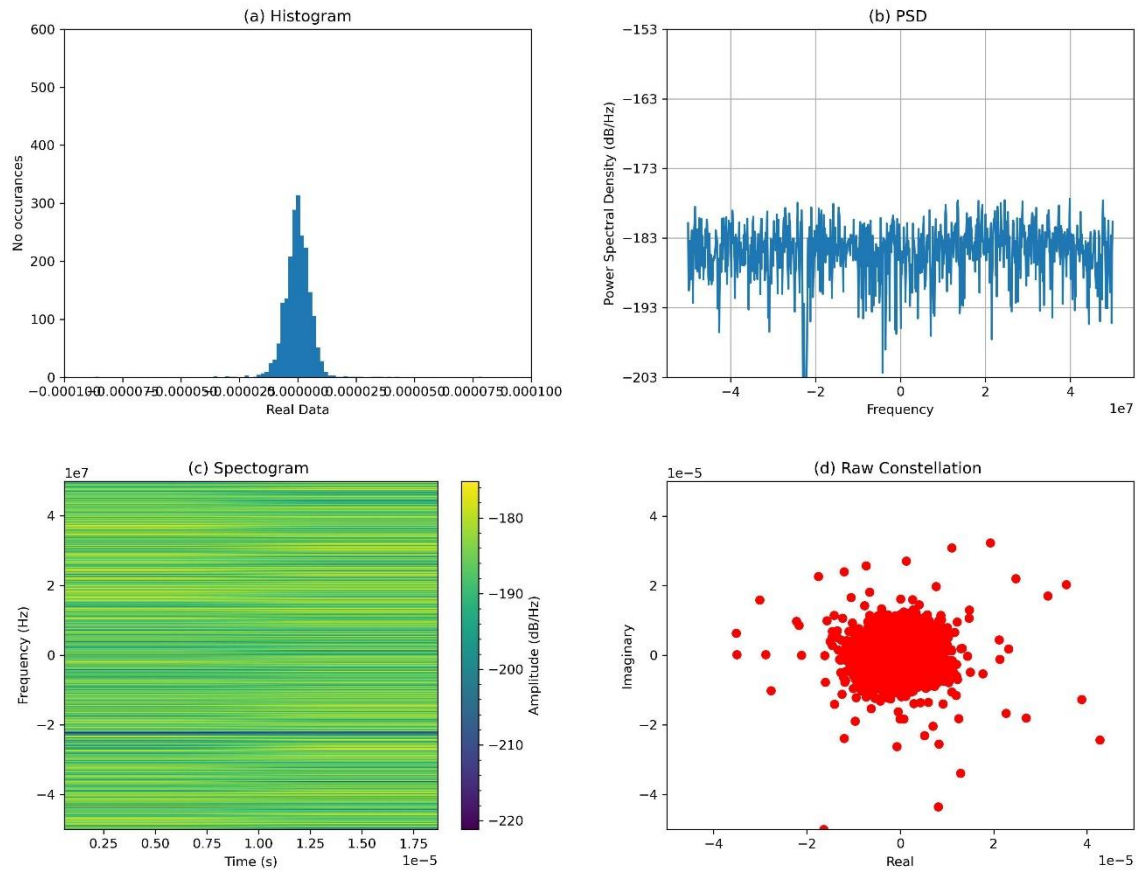 (a) Histogram
600
500
400
300
200
100
0
No occurances
−0.000100 −0.000075 −0.000050 −0.000025 0.000000 0.000025 0.000050 0.000075 0.000100
Real Data
(b) PSD
−153
−163
−173
−183
−193
−203
Power Spectral Density (dB/Hz)
−4 −2 0 2 4
1e7
Frequency
(c) Spectogram
1e7
4
2
0
−2
−4
Frequency (Hz)
0.25 0.50 0.75 1.00 1.25 1.50 1.75
1e−5
Time (s)
−180
−190
−200
−210
−220
Amplitude (dB/Hz)
(d) Raw Constellation
1e−5
4
2
0
−2
−4
Imaginary
−4 −2 0 2 4
1e−5
Real